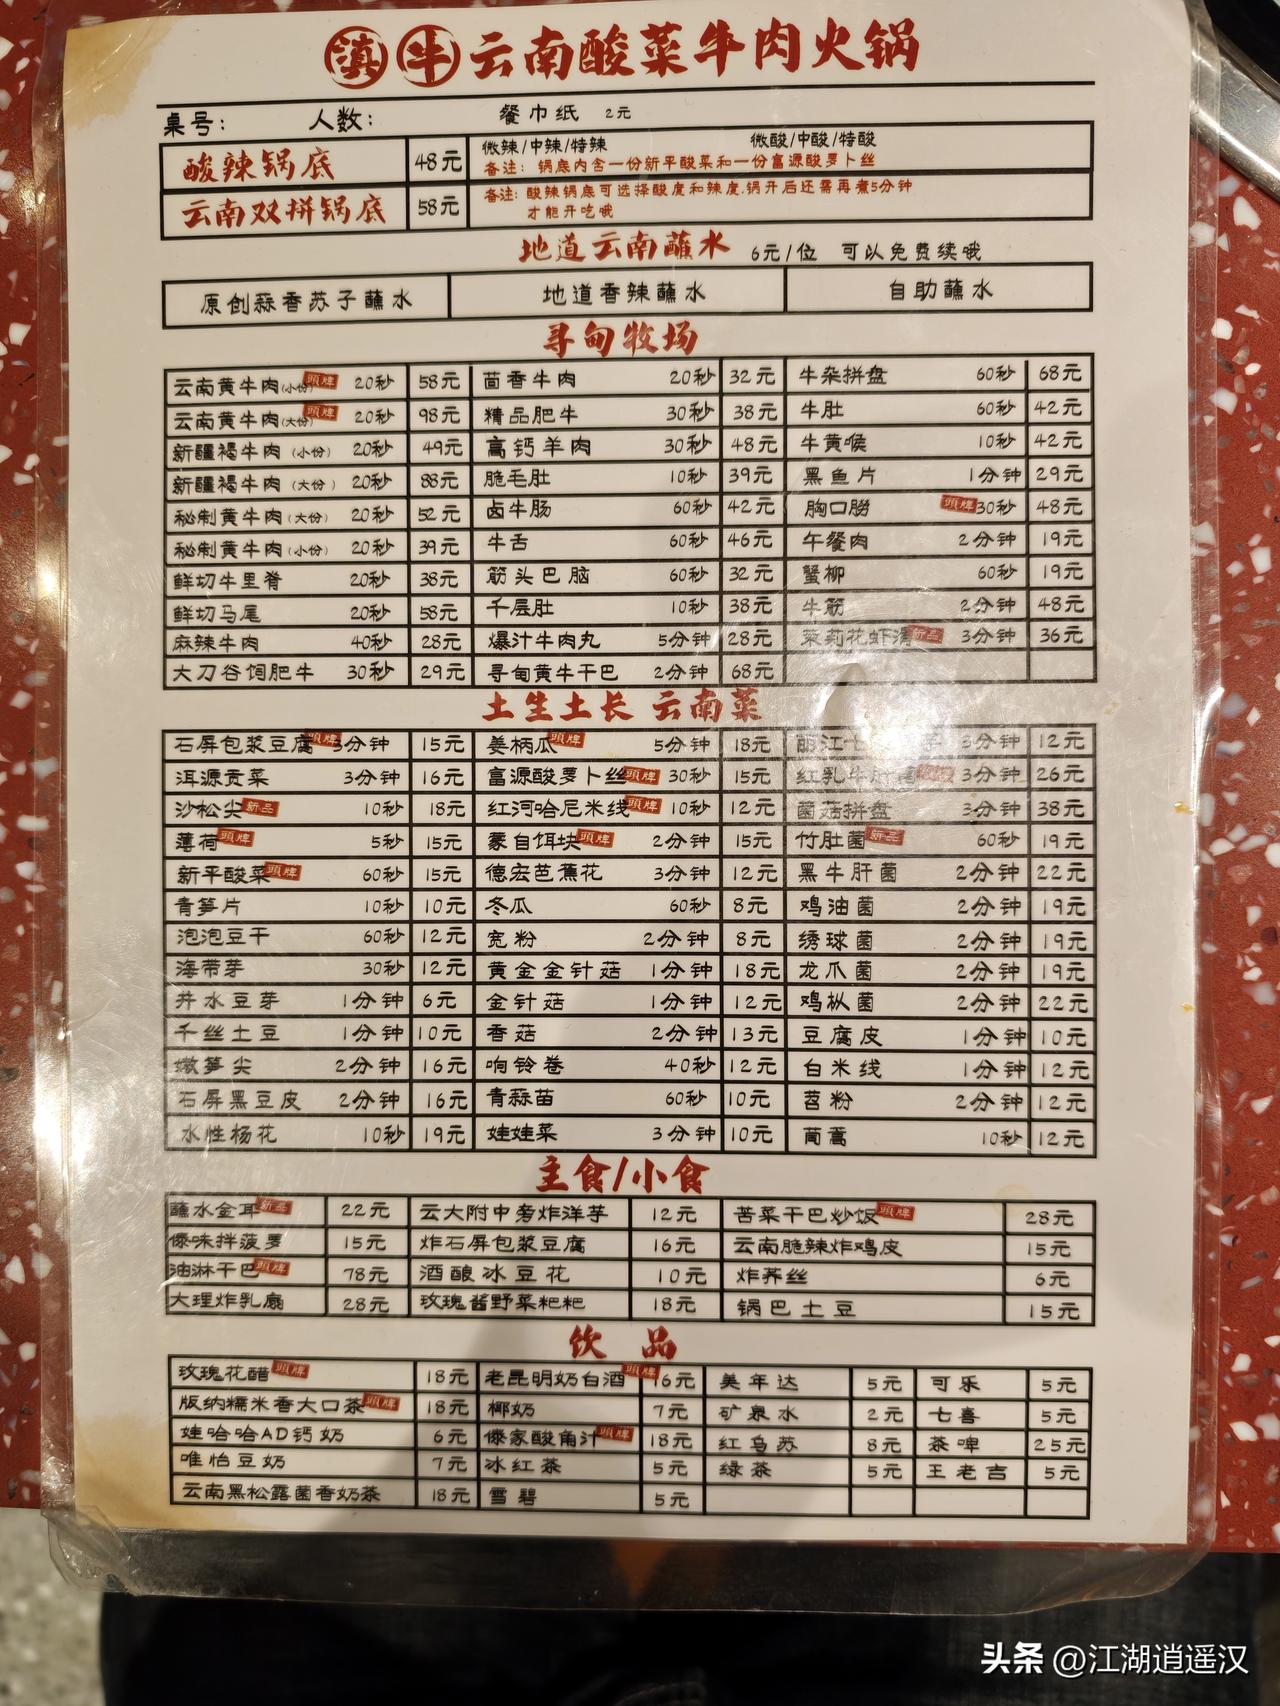 滇牛云南酸菜牛肉火锅
桌号： 人数： 餐巾纸 2元
酸辣锅底 48元 微辣/中辣/特辣 微酸/中酸/特酸
备注：锅底内含一份新平酸菜和一份富源酸萝卜丝
云南双拼锅底 58元 备注：酸辣锅底可选择酸度和辣度,锅开后还需再煮5分钟
才能开吃哦
地道云南蘸水 6元/位 可以免费续哦
原创蒜香苏子蘸水 地道香辣蘸水 自助蘸水
寻甸牧场
云南黄牛肉(小份) 頭牌 20秒 58元 茴香牛肉 20秒 32元 牛杂拼盘 60秒 68元
云南黄牛肉(大份) 頭牌 20秒 98元 精品肥牛 30秒 38元 牛肚 60秒 42元
新疆褐牛肉(小份) 20秒 49元 高钙羊肉 30秒 48元 牛黄喉 10秒 42元
新疆褐牛肉(大份) 20秒 88元 脆毛肚 10秒 39元 黑鱼片 1分钟 29元
秘制黄牛肉(大份) 20秒 52元 卤牛肠 60秒 42元 胸口朥 頭牌 30秒 48元
秘制黄牛肉(小份) 20秒 39元 牛舌 60秒 46元 午餐肉 2分钟 19元
鲜切牛里脊 20秒 38元 筋头巴脑 60秒 32元 蟹柳 60秒 19元
鲜切马尾 20秒 58元 千层肚 10秒 38元 牛筋 2分钟 48元
麻辣牛肉 40秒 28元 爆汁牛肉丸 5分钟 28元 茉莉花虾滑 新品 3分钟 36元
大刀谷饲肥牛 30秒 29元 寻甸黄牛干巴 2分钟 68元
土生土长 云南菜
石屏包浆豆腐 頭牌 3分钟 15元 姜柄瓜 頭牌 5分钟 18元 丽江七 3分钟 12元
洱源贡菜 3分钟 16元 富源酸萝卜丝 頭牌 30秒 15元 红乳牛肝菌 3分钟 26元
沙松尖 新品 10秒 18元 红河哈尼米线 頭牌 10秒 12元 菌菇拼盘 3分钟 38元
薄荷 頭牌 5秒 15元 蒙自饵块 頭牌 2分钟 15元 竹肚菌 新品 60秒 19元
新平酸菜 頭牌 60秒 15元 德宏芭蕉花 3分钟 12元 黑牛肝菌 2分钟 22元
青笋片 10秒 10元 冬瓜 60秒 8元 鸡油菌 2分钟 19元
泡泡豆干 60秒 12元 宽粉 2分钟 8元 绣球菌 2分钟 19元
海带芽 30秒 12元 黄金金针菇 1分钟 18元 龙爪菌 2分钟 19元
井水豆芽 1分钟 6元 金针菇 1分钟 12元 鸡枞菌 2分钟 22元
千丝土豆 1分钟 10元 香菇 2分钟 13元 豆腐皮 1分钟 10元
嫩笋尖 2分钟 16元 响铃卷 40秒 12元 白米线 1分钟 12元
石屏黑豆皮 2分钟 16元 青蒜苗 60秒 10元 苕粉 2分钟 12元
水性杨花 10秒 19元 娃娃菜 3分钟 10元 茼蒿 10秒 12元
主食/小食
蘸水金耳 新品 22元 云大附中旁炸洋芋 12元 苦菜干巴炒饭 頭牌 28元
傣味拌菠萝 15元 炸石屏包浆豆腐 16元 云南脆辣炸鸡皮 15元
油淋干巴 頭牌 78元 酒酿冰豆花 10元 炸荞丝 6元
大理炸乳扇 28元 玫瑰酱野菜粑粑 18元 锅巴土豆 15元
饮 品
玫瑰花醋 頭牌 18元 老昆明奶白酒 頭牌 16元 美年达 5元 可乐 5元
版纳糯米香大口茶 頭牌 18元 椰奶 7元 矿泉水 2元 七喜 5元
娃哈哈AD钙奶 6元 傣家酸角汁 頭牌 18元 红乌苏 8元 茶啤 25元
唯怡豆奶 7元 冰红茶 5元 绿茶 5元 王老吉 5元
云南黑松露菌香奶茶 18元 雪碧 5元
头条 @江湖逍遥汉